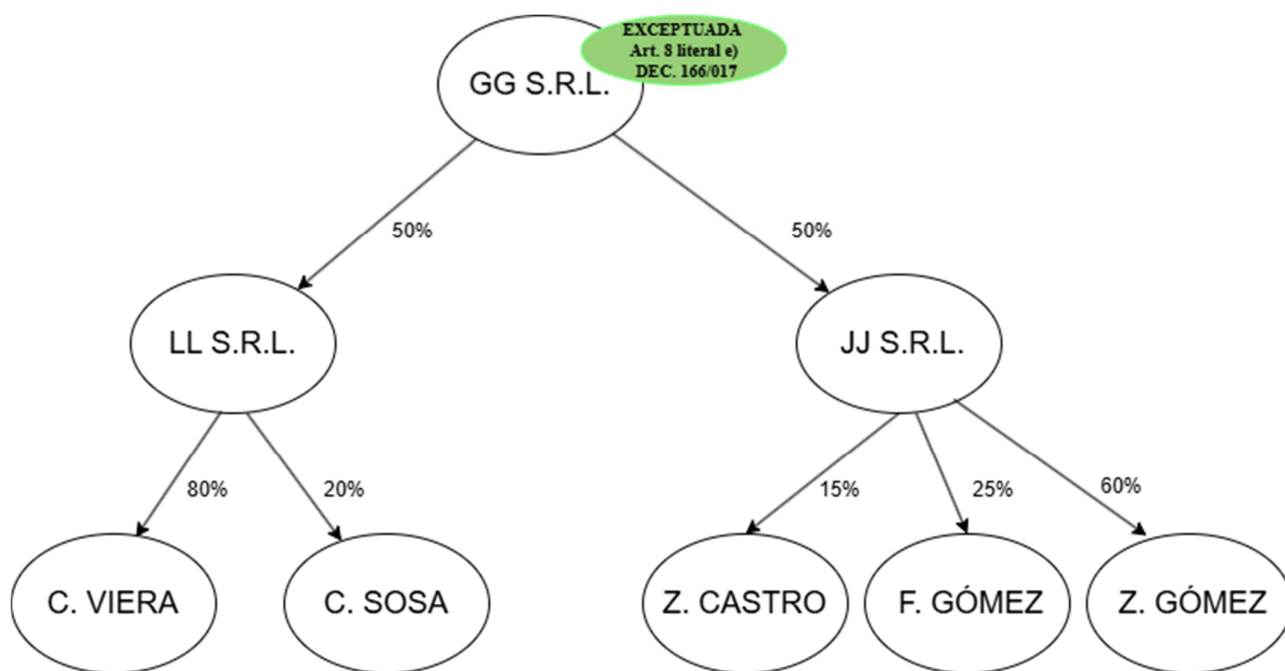 EXCEPTUADA
Art. 8 literal e)
DEC. 166/017
GG S.R.L.
50%
50%
LL S.R.L.
JJ S.R.L.
80%
20%
15%
25%
60%
C. VIERA
C. SOSA
Z. CASTRO
F. GÓMEZ
Z. GÓMEZ